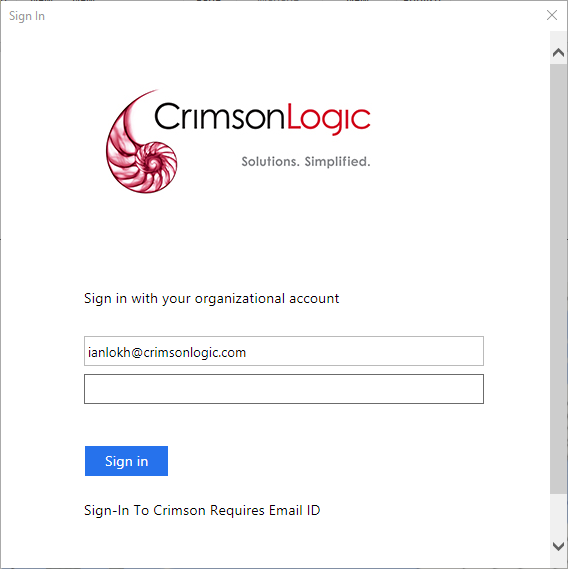 Sign In
CrimsonLogic
Solutions. Simplified.
Sign in with your organizational account
ianlokh@crimsonlogic.com
Sign in
Sign-In To Crimson Requires Email ID